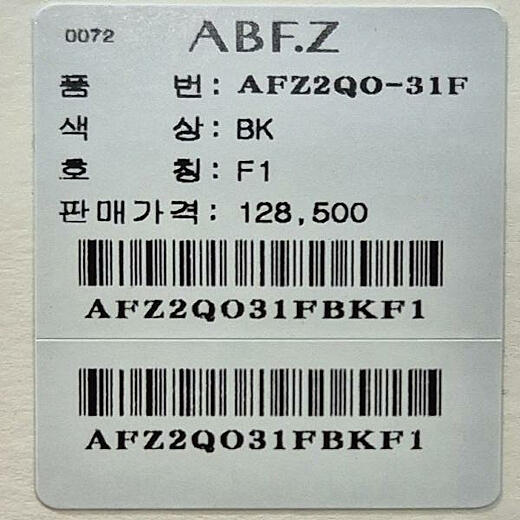 0072 ABF.Z
품 번: AFZ2QO-31F
색 상: BK
호 칭: F1
판매가격: 128,500
AFZ2QO31FBKF1
AFZ2QO31FBKF1